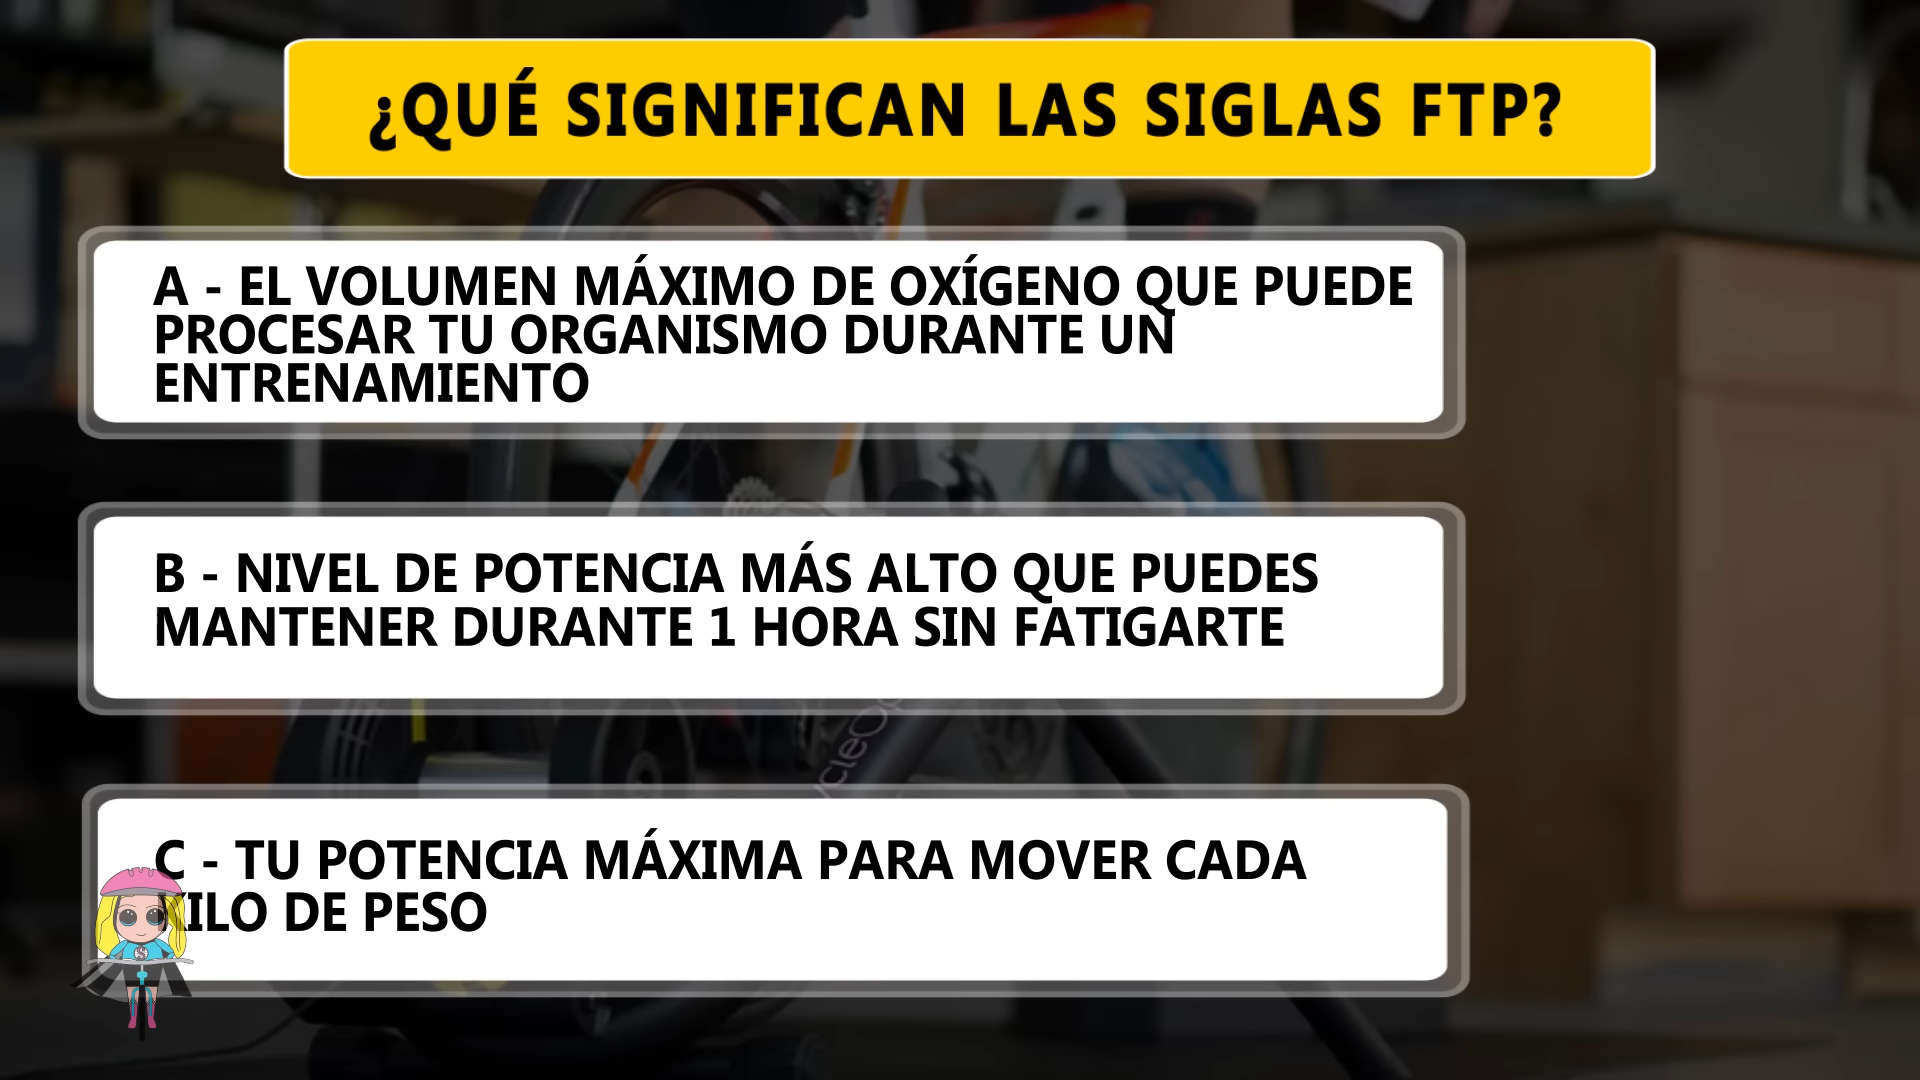 ¿QUÉ SIGNIFICAN LAS SIGLAS FTP?
A - EL VOLUMEN MÁXIMO DE OXÍGENO QUE PUEDE
PROCESAR TU ORGANISMO DURANTE UN
ENTRENAMIENTO
B - NIVEL DE POTENCIA MÁS ALTO QUE PUEDES
MANTENER DURANTE 1 HORA SIN FATIGARTE
C - TU POTENCIA MÁXIMA PARA MOVER CADA
KILO DE PESO